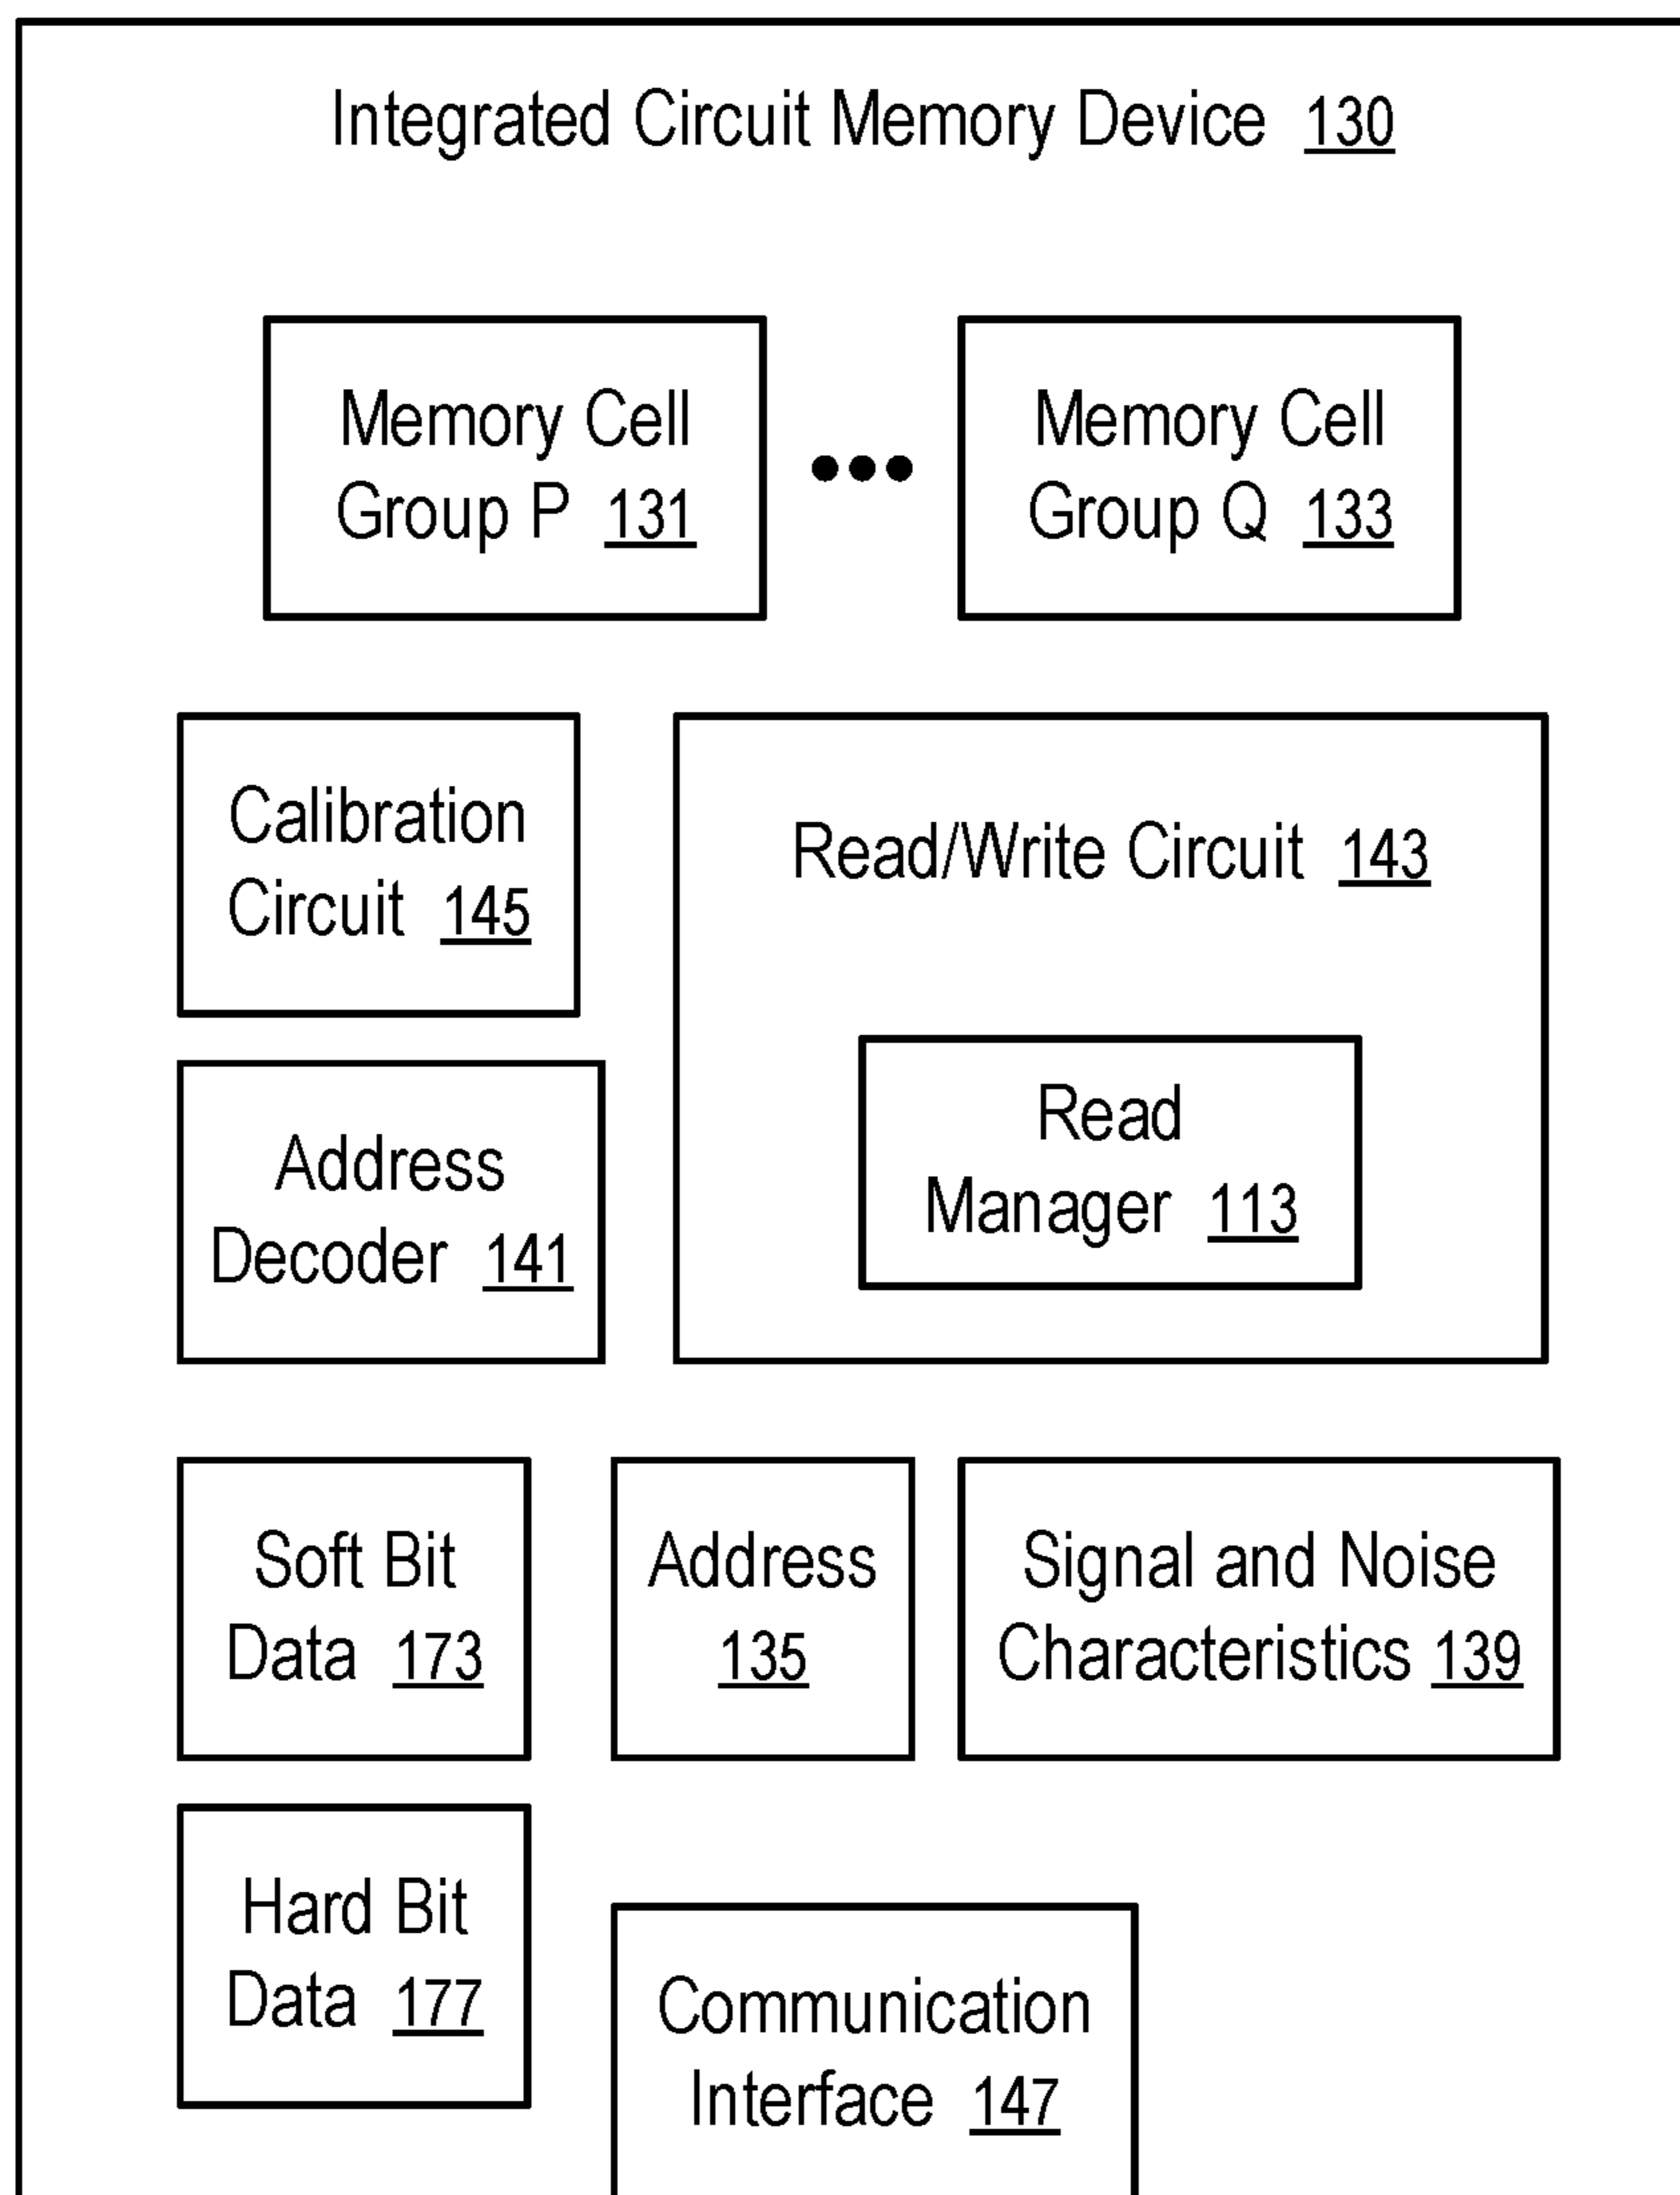 Integrated Circuit Memory Device 130
Memory Cell
Group P 131
Memory Cell
Group Q 133
Calibration
Circuit 145
Read/Write Circuit 143
Read
Manager 113
Address
Decoder 141
Soft Bit
Data 173
Address
135
Signal and Noise
Characteristics 139
Hard Bit
Data 177
Communication
Interface 147